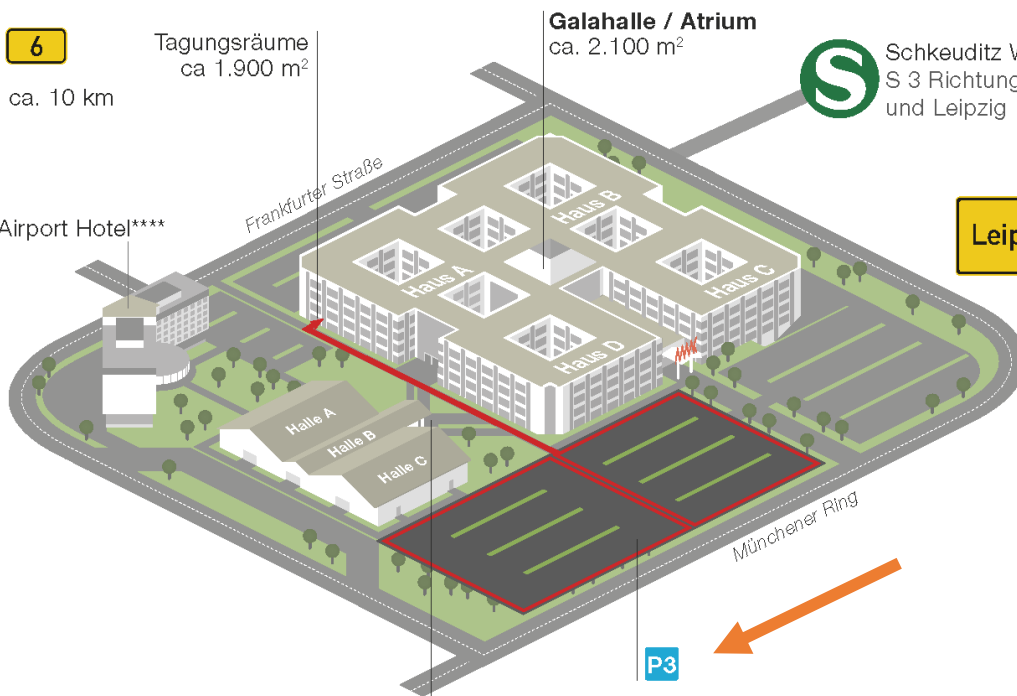 6
ca. 10 km
Tagungsräume
ca 1.900 m²
Galahalle / Atrium
ca. 2.100 m²
S
Schkeuditz
S 3 Richtung
und Leipzig
Frankfurter Straße
Airport Hotel****
Haus B
Haus A
Haus C
Haus D
Halle A
Halle B
Halle C
Münchener Ring
P3